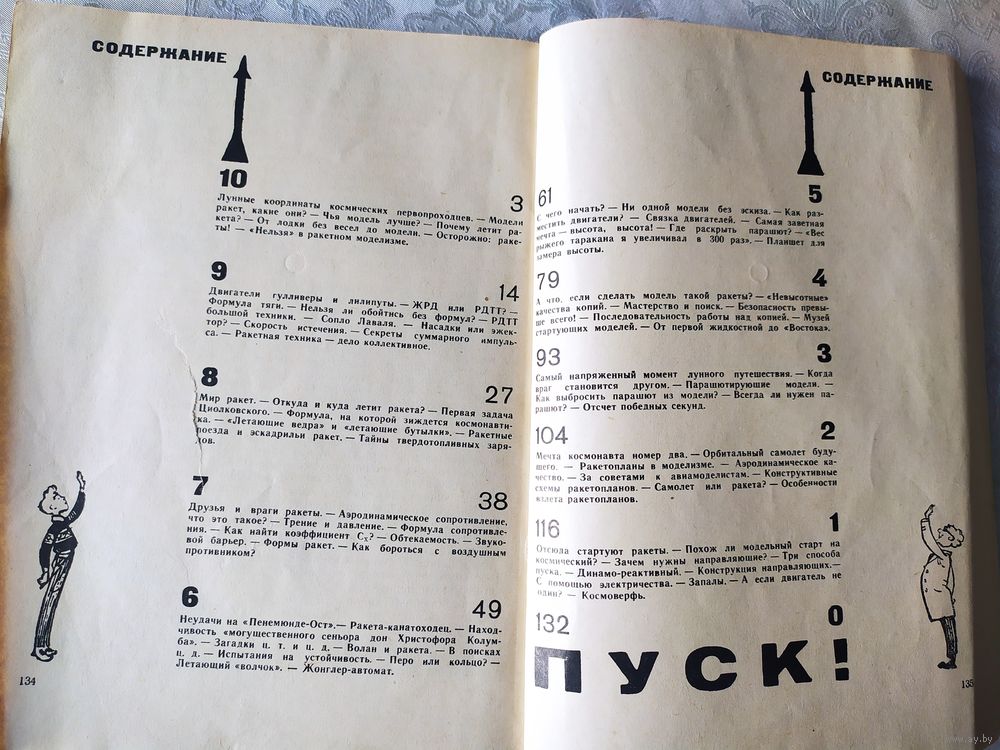 СОДЕРЖАНИЕ
10
3
Лунные координаты космических первопроходцев. — Модели
ракет, какие они? — Чья модель лучше? — Почему летит ра-
кета? — От лодки без весел до модели. — Осторожно: раке-
ты! — «Нельзя» в ракетном моделизме.
9
14
Двигатели гулливеры и лилипуты. — ЖРД или РДТТ? —
Формула тяги. — Нельзя ли обойтись без формул? — РДТТ
большой техники. — Сопло Лаваля. — Насадки или эжек-
тор? — Скорость истечения. — Секреты суммарного импуль-
са. — Ракетная техника — дело коллективное.
8
27
Мир ракет. — Откуда и куда летит ракета? — Первая задача
Циолковского. — Формула, на которой зиждется космонавти-
ка. — «Летающие ведра» и «летающие бутылки». — Ракетные
поезда и эскадрильи ракет. — Тайны твердотопливных заря-
дов.
7
38
Друзья и враги ракеты. — Аэродинамическое сопротивление,
что это такое? — Трение и давление. — Формула сопротивле-
ния. — Как найти коэффициент Cx? — Обтекаемость. — Звуко-
вой барьер. — Формы ракет. — Как бороться с воздушным
противником?
6
49
Неудачи на «Пенемюнде-Ост». — Ракета-канатоходец. — Наход-
чивость «могущественного сеньора дон Христофора Колум-
ба». — Загадки ц. т. и ц. д. — Волан и ракета. — В поисках
ц. д. — Испытания на устойчивость. — Перо или кольцо? —
Летающий «волчок». — Жонглер-автомат.
134
СОДЕРЖАНИЕ
61
5
С чего начать? — Ни одной модели без эскиза. — Как раз-
местить двигатели? — Связка двигателей. — Самая заветная
мечта — высота, высота! — Где раскрыть парашют? — «Вес
рыжего таракана я увеличивал в 300 раз». — Планшет для
замера высоты.
79
4
А что, если сделать модель такой ракеты? — «Невысотные»
качества копий. — Мастерство и поиск. — Безопасность превы-
ше всего! — Последовательность работы над копией. — Музей
стартующих моделей. — От первой жидкостной до «Востока».
93
3
Самый напряженный момент лунного путешествия. — Когда
враг становится другом. — Парашютирующие модели. —
Как выбросить парашют из модели? — Всегда ли нужен па-
рашют? — Отсчет победных секунд.
104
2
Мечта космонавта номер два. — Орбитальный самолет буду-
щего. — Ракетопланы в моделизме. — Аэродинамическое ка-
чество. — За советами к авиамоделистам. — Конструктивные
схемы ракетопланов. — Самолет или ракета? — Особенности
взлета ракетопланов.
116
1
Отсюда стартуют ракеты. — Похож ли модельный старт на
космический? — Зачем нужны направляющие? — Три способа
пуска. — Динамо-реактивный. — Конструкция направляющих. —
С помощью электричества. — Запалы. — А если двигатель не
один? — Космоверфь.
132
0
ПУСК!
135
www.ay.by